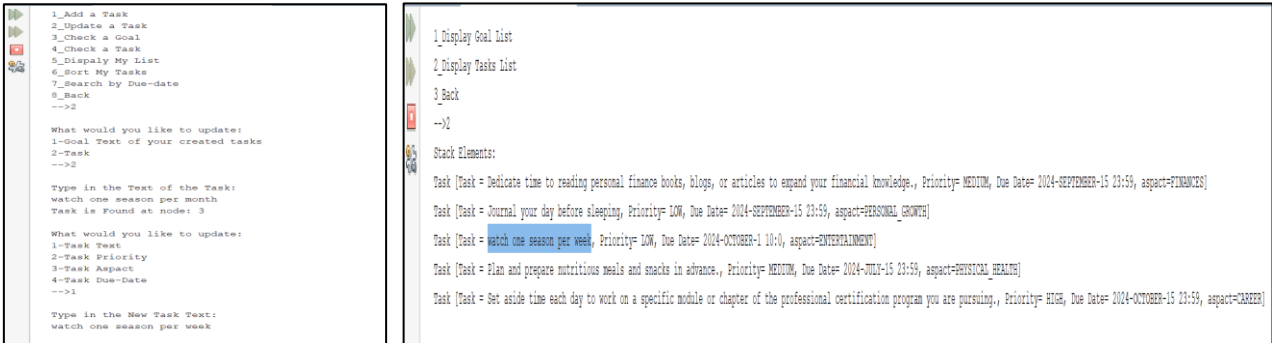 1_Add a Task
2_Update a Task
3_Check a Goal
4_Check a Task
5_Dispaly My List
6_Sort My Tasks
7_Search by Due-date
8_Back
-->2
What would you like to update:
1-Goal Text of your created tasks
2-Task
-->2
Type in the Text of the Task:
watch one season per month
Task is Found at node: 3
What would you like to update:
1-Task Text
2-Task Priority
3-Task Aspact
4-Task Due-Date
-->1
Type in the New Task Text:
watch one season per week
1_Display Goal List
2_Display Tasks List
3_Back
-->2
Stack Elements:
Task [Task = Dedicate time to reading personal finance books, blogs, or articles to expand your financial knowledge., Priority= MEDIUM, Due Date= 2024-SEPTEMBER-15 23:59, aspact=FINANCES]
Task [Task = Journal your day before sleeping, Priority= LOW, Due Date= 2024-SEPTEMBER-15 23:59, aspact=PERSONAL_GROWTH]
Task [Task = watch one season per week, Priority= LOW, Due Date= 2024-OCTOBER-1 10:0, aspact=ENTERTAINMENT]
Task [Task = Plan and prepare nutritious meals and snacks in advance., Priority= MEDIUM, Due Date= 2024-JULY-15 23:59, aspact=PHYSICAL_HEALTH]
Task [Task = Set aside time each day to work on a specific module or chapter of the professional certification program you are pursuing., Priority= HIGH, Due Date= 2024-OCTOBER-15 23:59, aspact=CAREER]